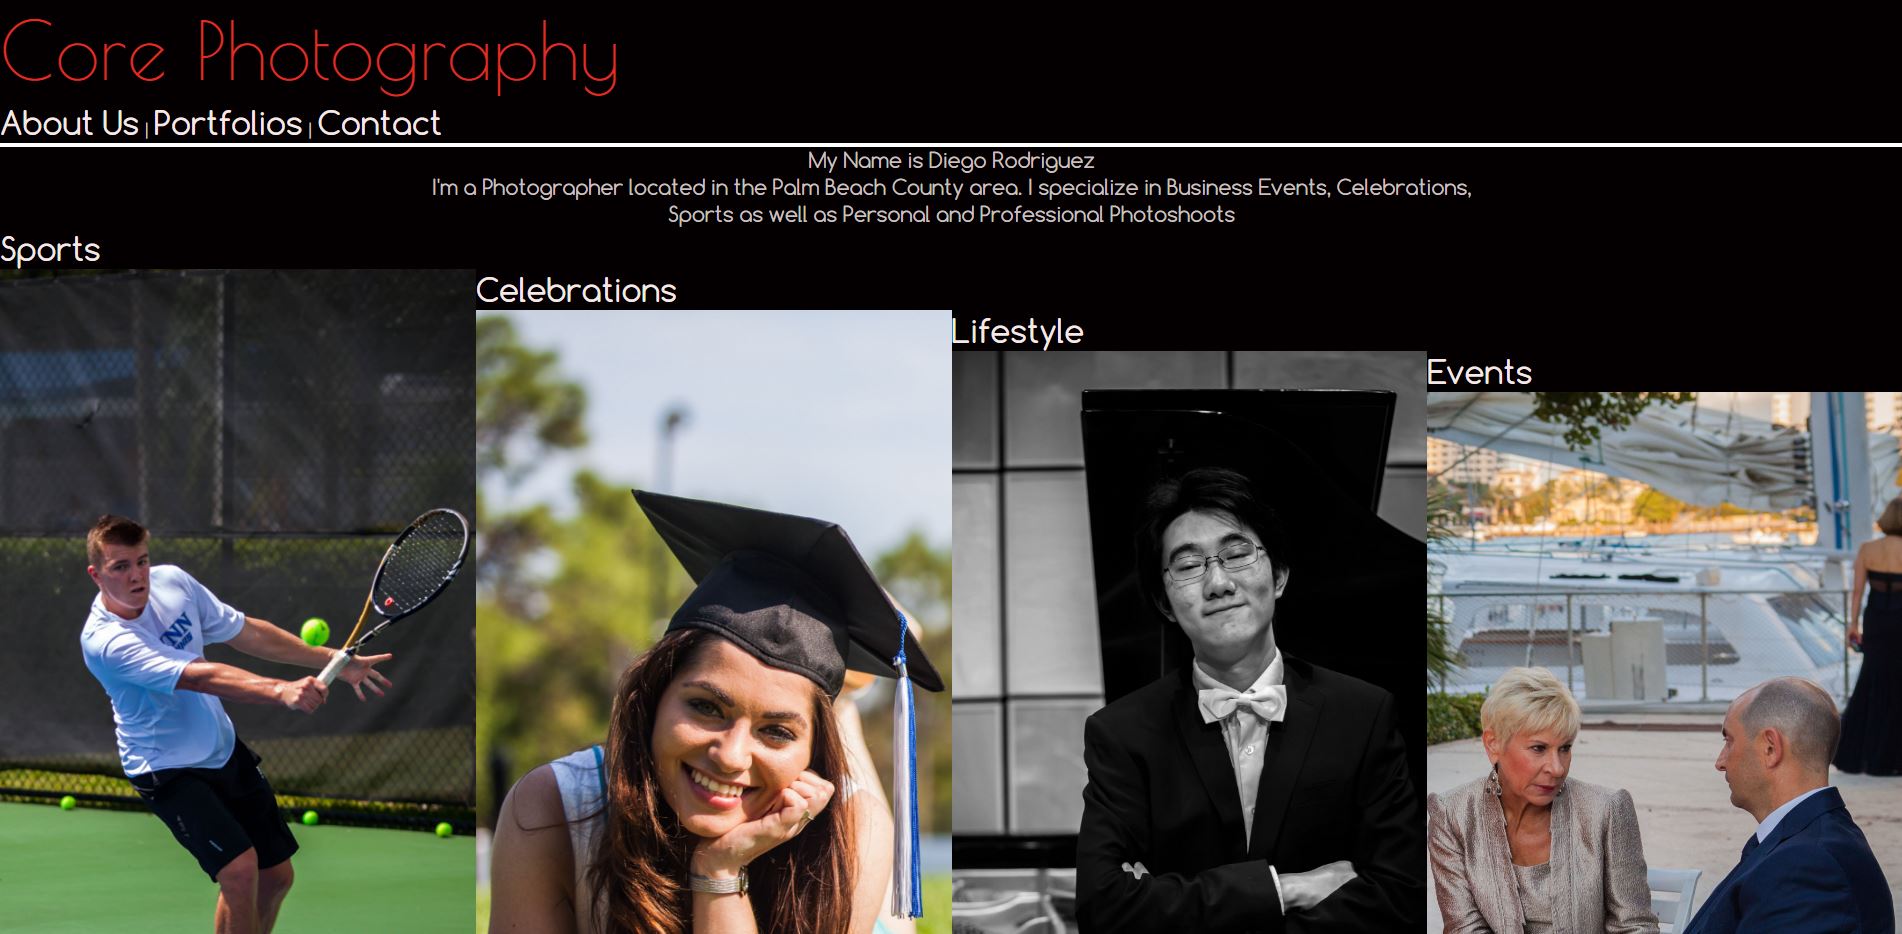 Core Photography
About Us | Portfolios | Contact
My Name is Diego Rodriguez
I'm a Photographer located in the Palm Beach County area. I specialize in Business Events, Celebrations,
Sports as well as Personal and Professional Photoshoots
Sports
Celebrations
Lifestyle
Events